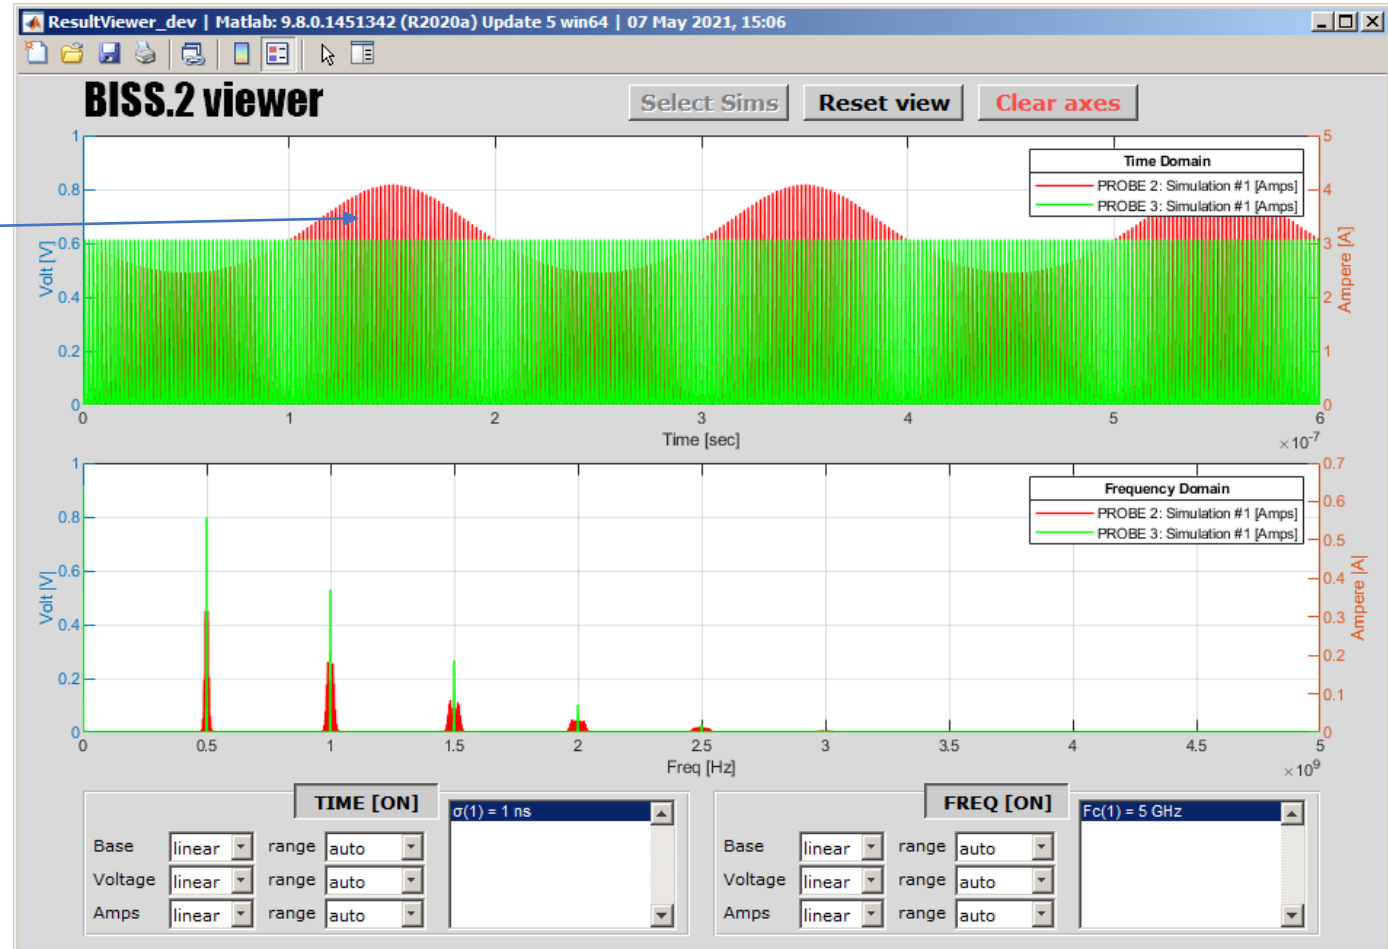 ResultViewer_dev | Matlab: 9.8.0.1451342 (R2020a) Update 5 win64 | 07 May 2021, 15:06
BISS.2 viewer
Select Sims
Reset view
Clear axes
1
0.8
0.6
0.4
0.2
0
Volt [V]
5
4
3
2
1
0
Ampere [A]
Time Domain
PROBE 2: Simulation #1 [Amps]
PROBE 3: Simulation #1 [Amps]
0 1 2 3 4 5 6
Time [sec]
×10⁻⁷
1
0.8
0.6
0.4
0.2
0
Volt |V|
0.7
0.6
0.5
0.4
0.3
0.2
0.1
0
Ampere |A|
Frequency Domain
PROBE 2: Simulation #1 [Amps]
PROBE 3: Simulation #1 [Amps]
0 0.5 1 1.5 2 2.5 3 3.5 4 4.5 5
Freq [Hz]
×10⁹
TIME [ON]
Base linear range auto
Voltage linear range auto
Amps linear range auto
σ(1) = 1 ns
FREQ [ON]
Base linear range auto
Voltage linear range auto
Amps linear range auto
Fc(1) = 5 GHz